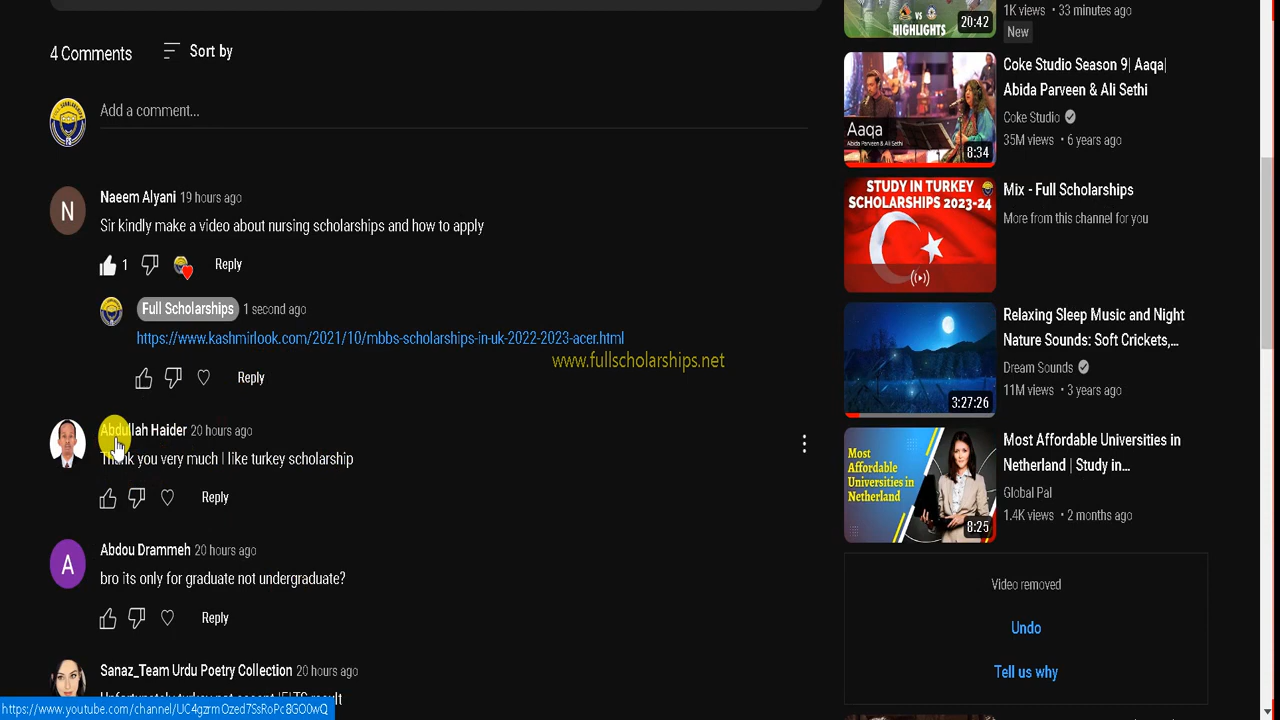 4 Comments
Sort by
Add a comment...
Naeem Alyani 19 hours ago
Sir kindly make a video about nursing scholarships and how to apply
1
Reply
Full Scholarships 1 second ago
https://www.kashmirlook.com/2021/10/mbbs-scholarships-in-uk-2022-2023-acer.html
www.fullscholarships.net
Reply
Abdullah Haider 20 hours ago
Thank you very much I like turkey scholarship
Reply
A
Abdou Drammeh 20 hours ago
bro its only for graduate not undergraduate?
Reply
Sanaz_Team Urdu Poetry Collection 20 hours ago
Unfortunately turkey not accept IELTS result
https://www.youtube.com/channel/UC4gzrmOzed7SsRoPc8GO0wQ
N
VS
HIGHLIGHTS
20:42
1K views • 33 minutes ago
New
Aaqa
Abida Parveen & Ali Sethi
8:34
Coke Studio Season 9| Aaqa|
Abida Parveen & Ali Sethi
Coke Studio
35M views • 6 years ago
STUDY IN TURKEY
SCHOLARSHIPS 2023-24
Mix - Full Scholarships
More from this channel for you
3:27:26
Relaxing Sleep Music and Night
Nature Sounds: Soft Crickets,...
Dream Sounds
11M views • 3 years ago
Most
Affordable
Universities in
Netherland
8:25
Most Affordable Universities in
Netherland | Study in...
Global Pal
1.4K views • 2 months ago
Video removed
Undo
Tell us why